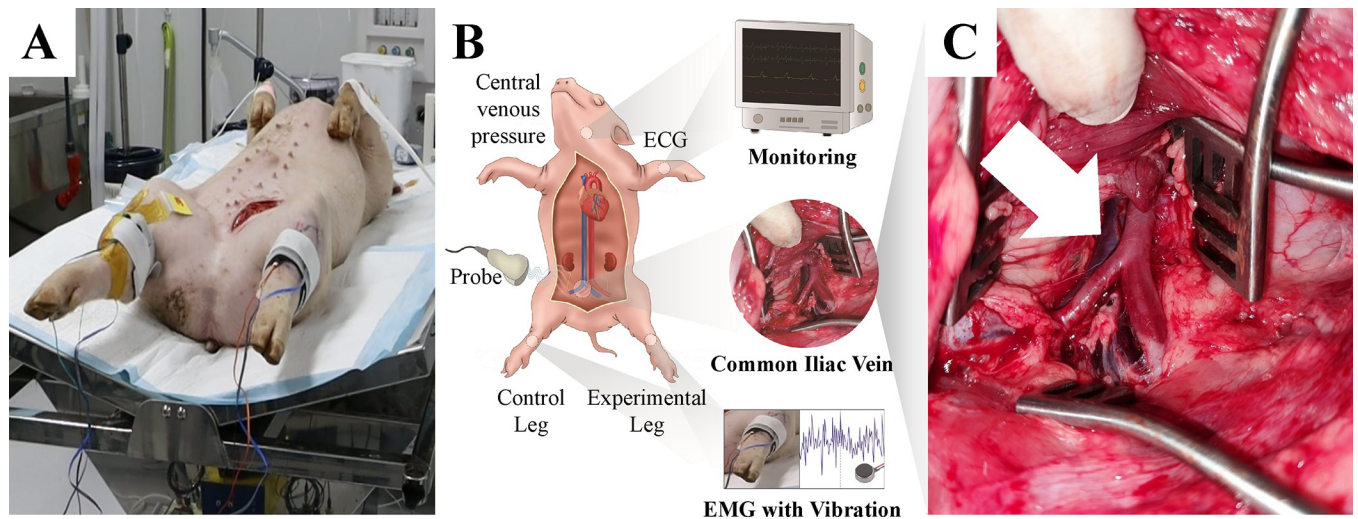 A
B
C
Central
venous
pressure
ECG
Monitoring
Probe
Common Iliac Vein
Control
Leg
Experimental
Leg
EMG with Vibration